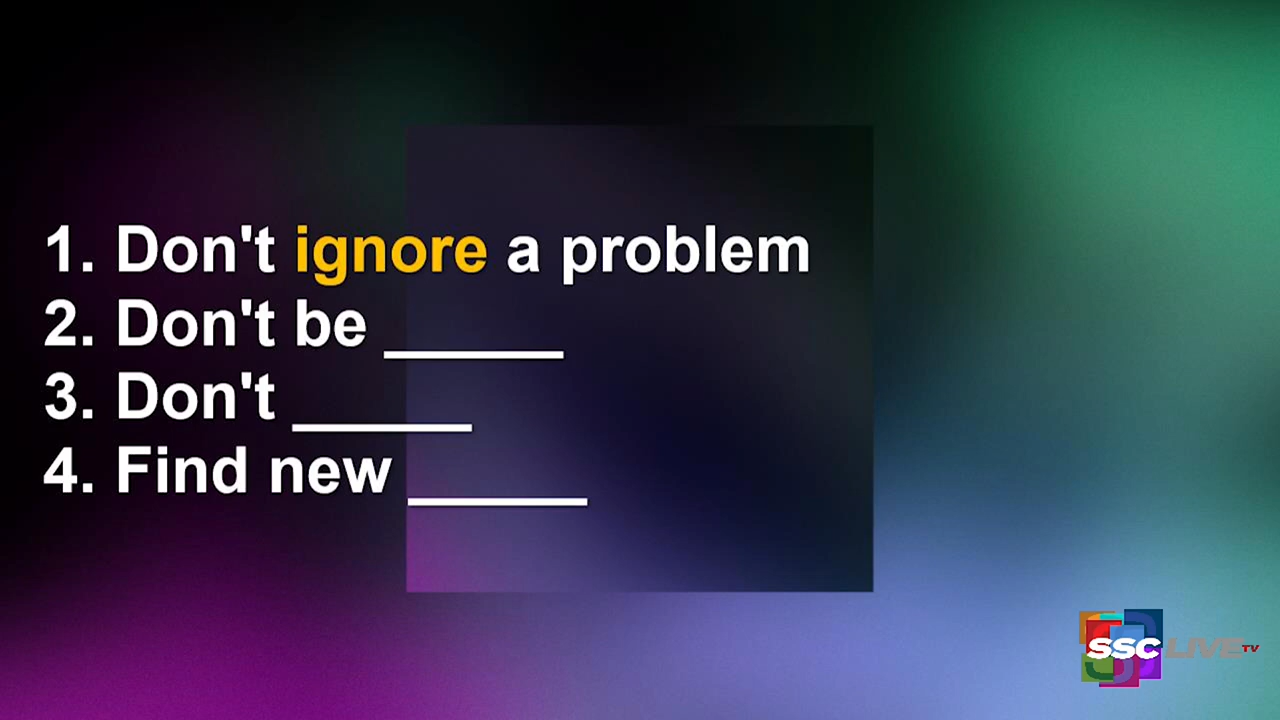 1. Don't ignore a problem
2. Don't be ______
3. Don't ______
4. Find new ______
SSC LIVE TV